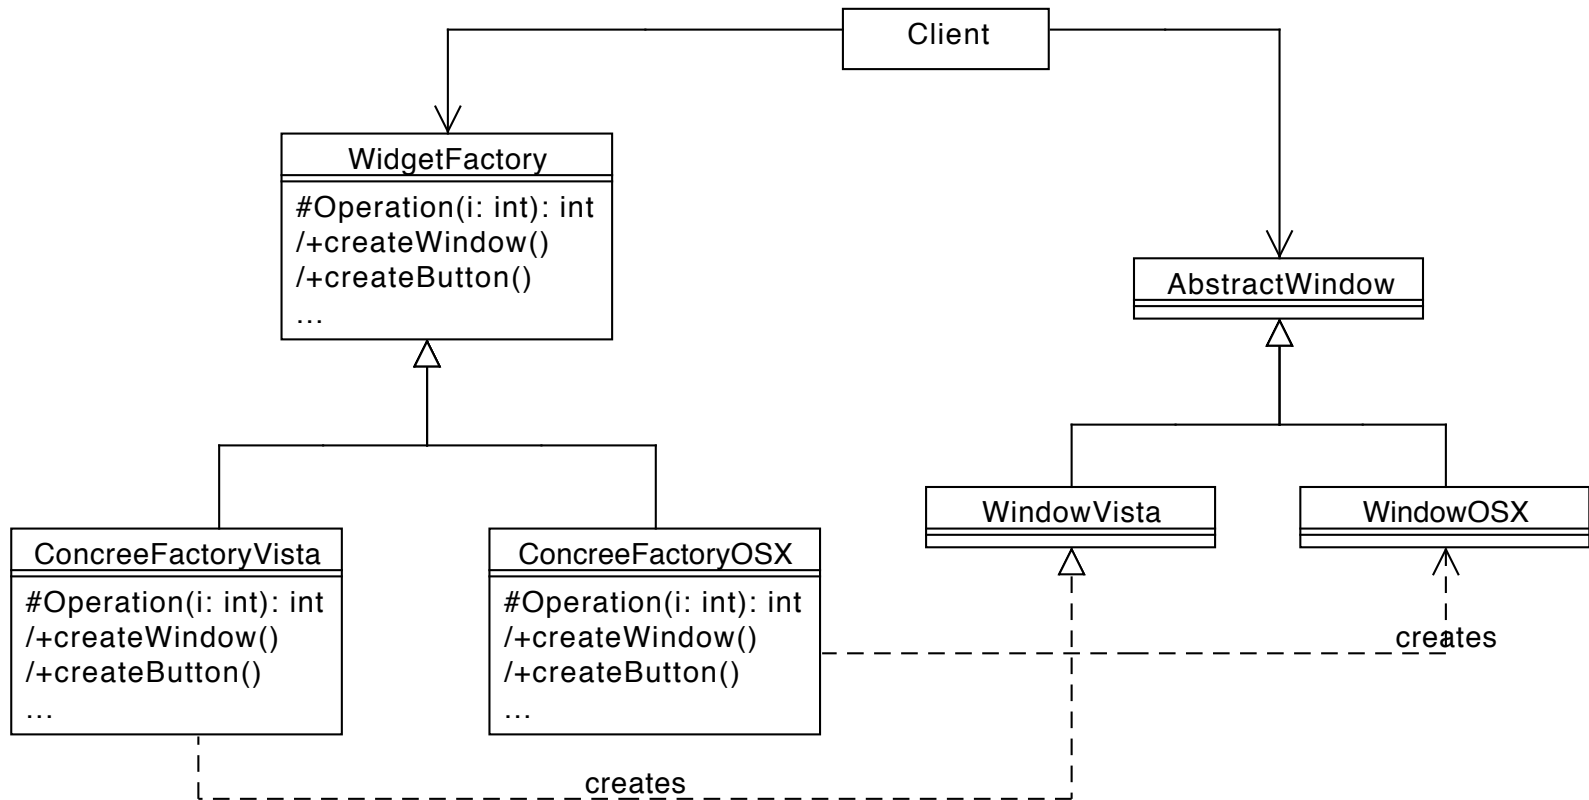 Client
WidgetFactory
#Operation(i: int): int
/+createWindow()
/+createButton()
...
AbstractWindow
WindowVista
WindowOSX
ConcreeFactoryVista
#Operation(i: int): int
/+createWindow()
/+createButton()
...
ConcreeFactoryOSX
#Operation(i: int): int
/+createWindow()
/+createButton()
...
creates
creates